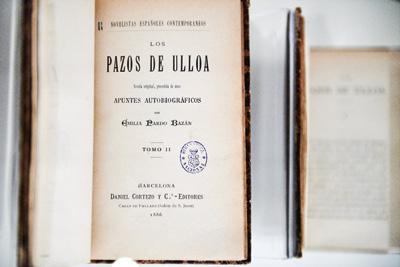 NOVELISTAS ESPAÑOLES CONTEMPORÁNEOS
LOS
PAZOS DE ULLOA
Novela original, precedida de unos
APUNTES AUTOBIOGRÁFICOS
POR
EMILIA PARDO BAZÁN
TOMO II
BARCELONA
DANIEL CORTEZO Y C.ª - EDITORES
1886